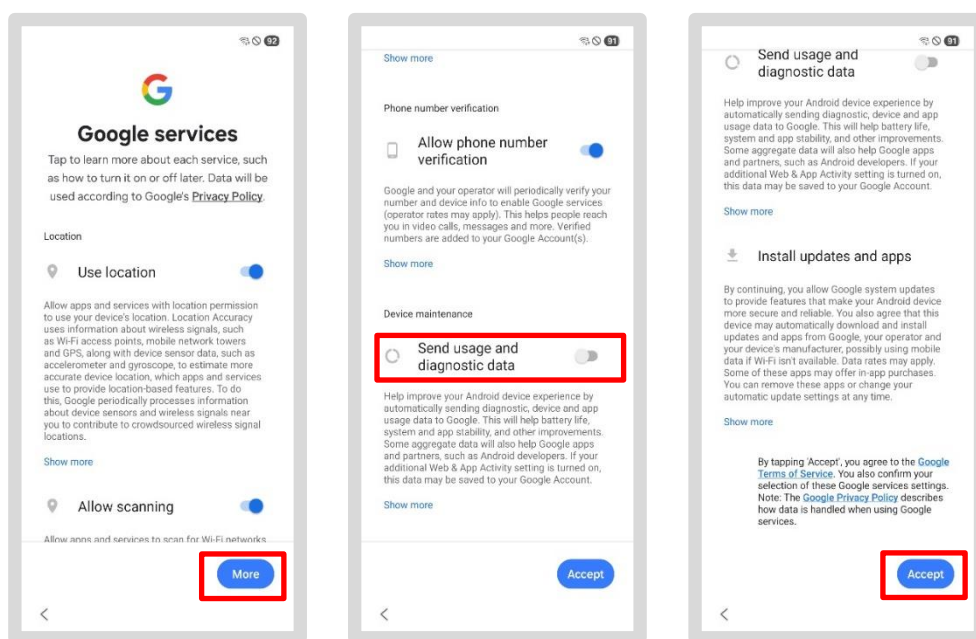 92
Google services
Tap to learn more about each service, such
as how to turn it on or off later. Data will be
used according to Google's Privacy Policy.
Location
Use location
Allow apps and services with location permission
to use your device's location. Location Accuracy
uses information about wireless signals, such
as Wi-Fi access points, mobile network towers
and GPS, along with device sensor data, such as
accelerometer and gyroscope, to estimate more
accurate device location, which apps and services
use to provide location-based features. To do
this, Google periodically processes information
about device sensors and wireless signals near
you to contribute to crowdsourced wireless signal
locations.
Show more
Allow scanning
Allow apps and services to scan for Wi-Fi networks
More
91
Show more
Phone number verification
Allow phone number
verification
Google and your operator will periodically verify your
number and device info to enable Google services
(operator rates may apply). This helps people reach
you in video calls, messages and more. Verified
numbers are added to your Google Account(s).
Show more
Device maintenance
Send usage and
diagnostic data
Help improve your Android device experience by
automatically sending diagnostic, device and app
usage data to Google. This will help battery life,
system and app stability, and other improvements.
Some aggregate data will also help Google apps
and partners, such as Android developers. If your
additional Web & App Activity setting is turned on,
this data may be saved to your Google Account.
Show more
Accept
91
Send usage and
diagnostic data
Help improve your Android device experience by
automatically sending diagnostic, device and app
usage data to Google. This will help battery life,
system and app stability, and other improvements.
Some aggregate data will also help Google apps
and partners, such as Android developers. If your
additional Web & App Activity setting is turned on,
this data may be saved to your Google Account.
Show more
Install updates and apps
By continuing, you allow Google system updates
to provide features that make your Android device
more secure and reliable. You also agree that this
device may automatically download and install
updates and apps from Google, your operator and
your device's manufacturer, possibly using mobile
data if Wi-Fi isn't available. Data rates may apply.
Some of these apps may offer in-app purchases.
You can remove these apps or change your
automatic update settings at any time.
Show more
By tapping 'Accept', you agree to the Google
Terms of Service. You also confirm your
selection of these Google services settings.
Note: The Google Privacy Policy describes
how data is handled when using Google
services.
Accept